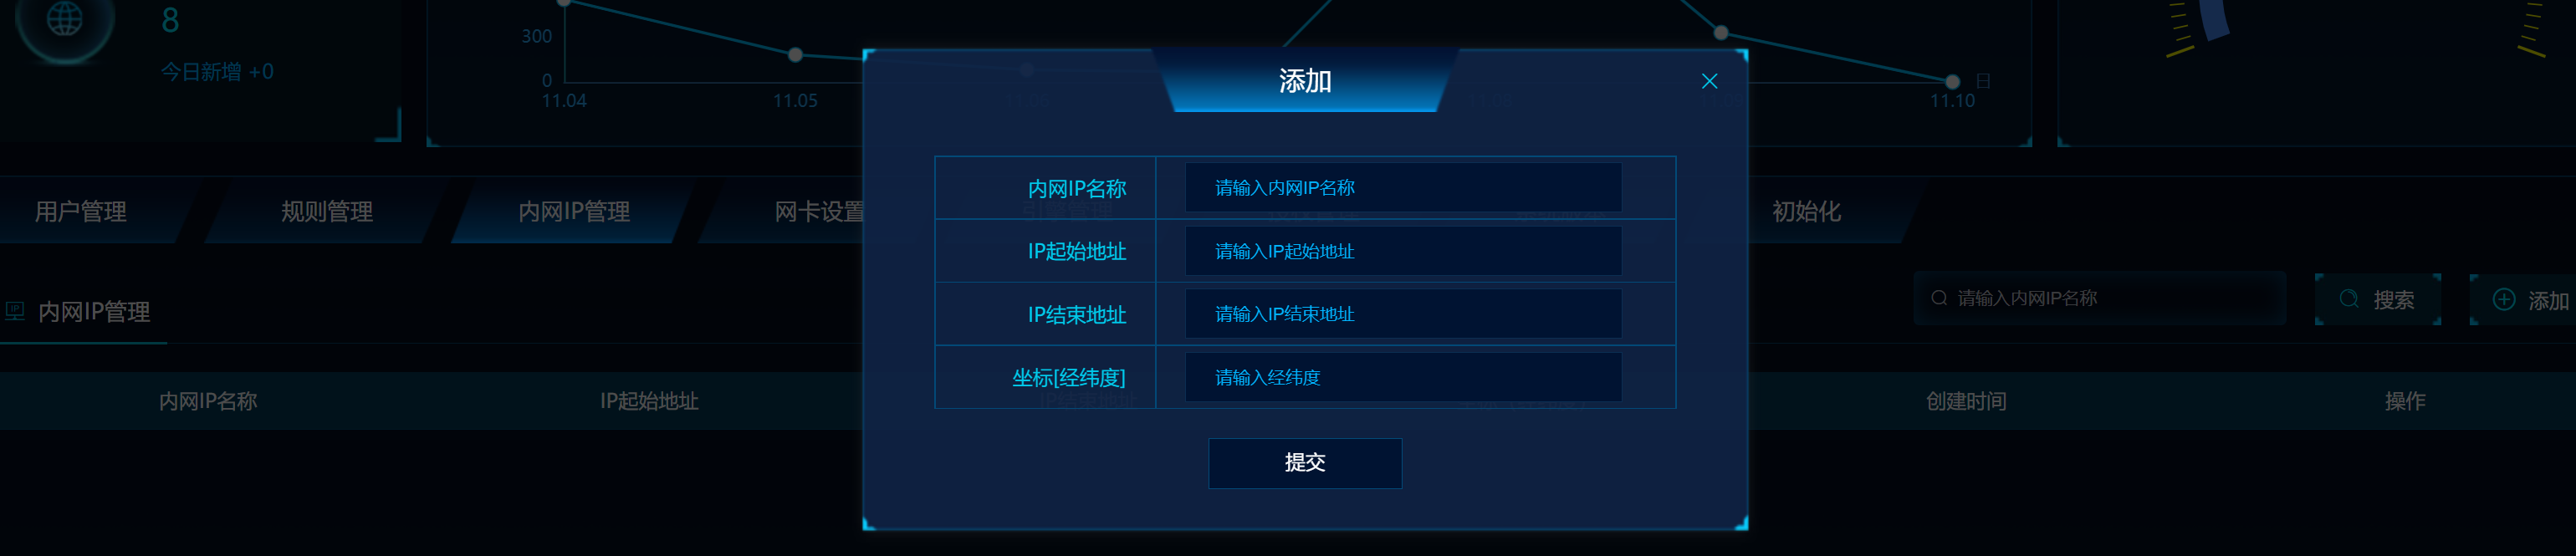 8
今日新增 +0
300
0
11.04
11.05
11.10
日
添加
用户管理
规则管理
内网IP管理
网卡设置
初始化
内网IP名称
请输入内网IP名称
IP起始地址
请输入IP起始地址
IP结束地址
请输入IP结束地址
坐标[经纬度]
请输入经纬度
提交
IP
内网IP管理
请输入内网IP名称
搜索
添加
内网IP名称
IP起始地址
IP结束地址
创建时间
操作